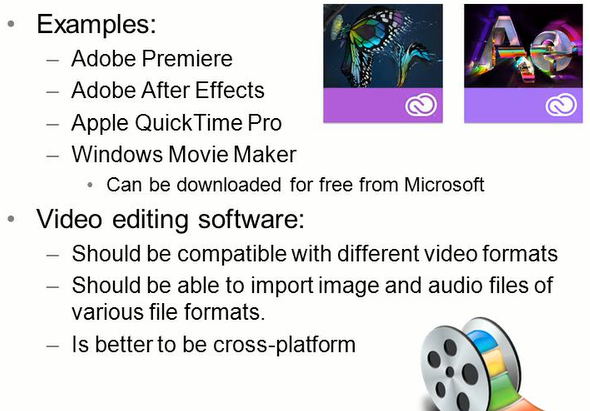 • Examples:
– Adobe Premiere
– Adobe After Effects
– Apple QuickTime Pro
– Windows Movie Maker
• Can be downloaded for free from Microsoft
• Video editing software:
– Should be compatible with different video formats
– Should be able to import image and audio files of
various file formats.
– Is better to be cross-platform
Ae